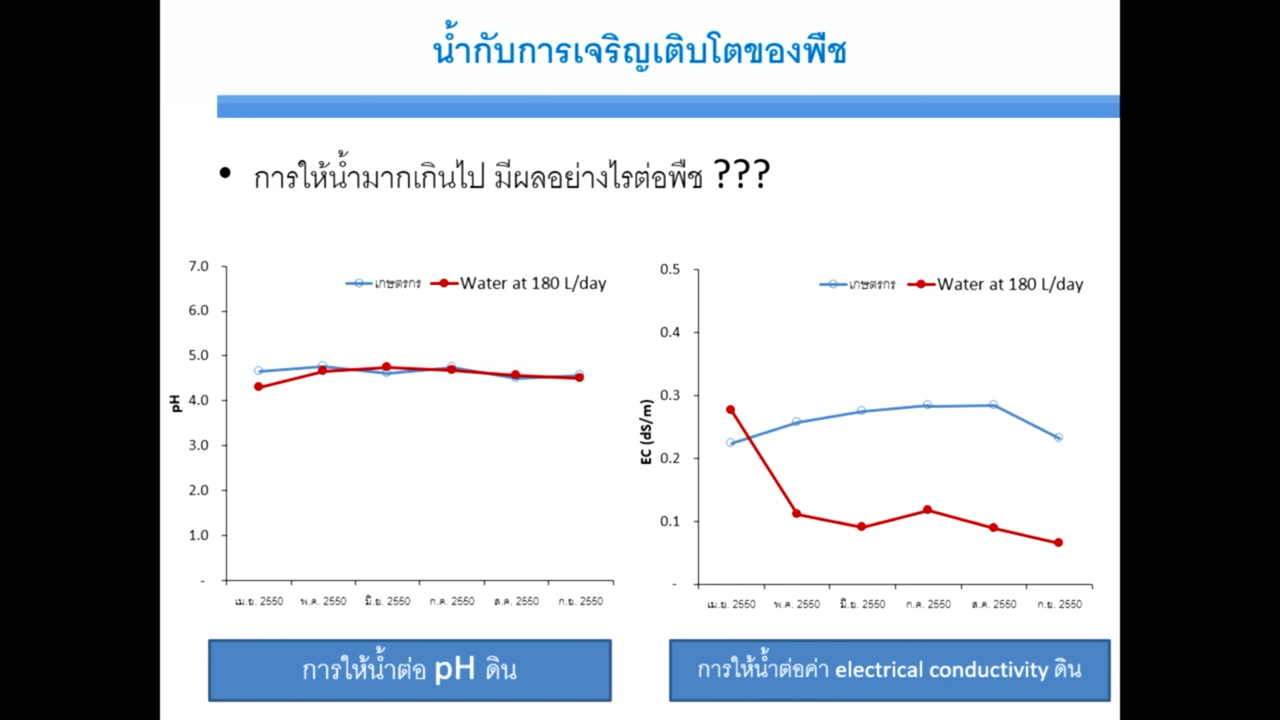 น้ำกับการเจริญเติบโตของพืช
• การให้น้ำมากเกินไป มีผลอย่างไรต่อพืช ???
เกษตรกร Water at 180 L/day
7.0
6.0
5.0
4.0
3.0
2.0
1.0
-
pH
เม.ย. 2550 พ.ค. 2550 มิ.ย. 2550 ก.ค. 2550 ส.ค. 2550 ก.ย. 2550
การให้น้ำต่อ pH ดิน
เกษตรกร Water at 180 L/day
0.5
0.4
0.3
0.2
0.1
-
EC (dS/m)
เม.ย. 2550 พ.ค. 2550 มิ.ย. 2550 ก.ค. 2550 ส.ค. 2550 ก.ย. 2550
การให้น้ำต่อค่า electrical conductivity ดิน